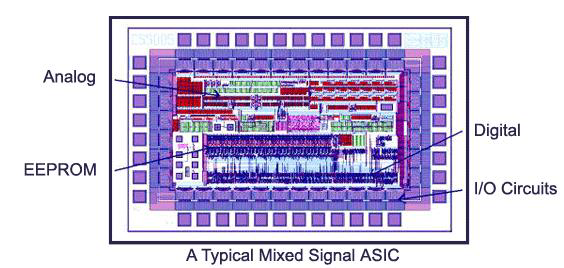 Analog
Digital
EEPROM
I/O Circuits
A Typical Mixed Signal ASIC